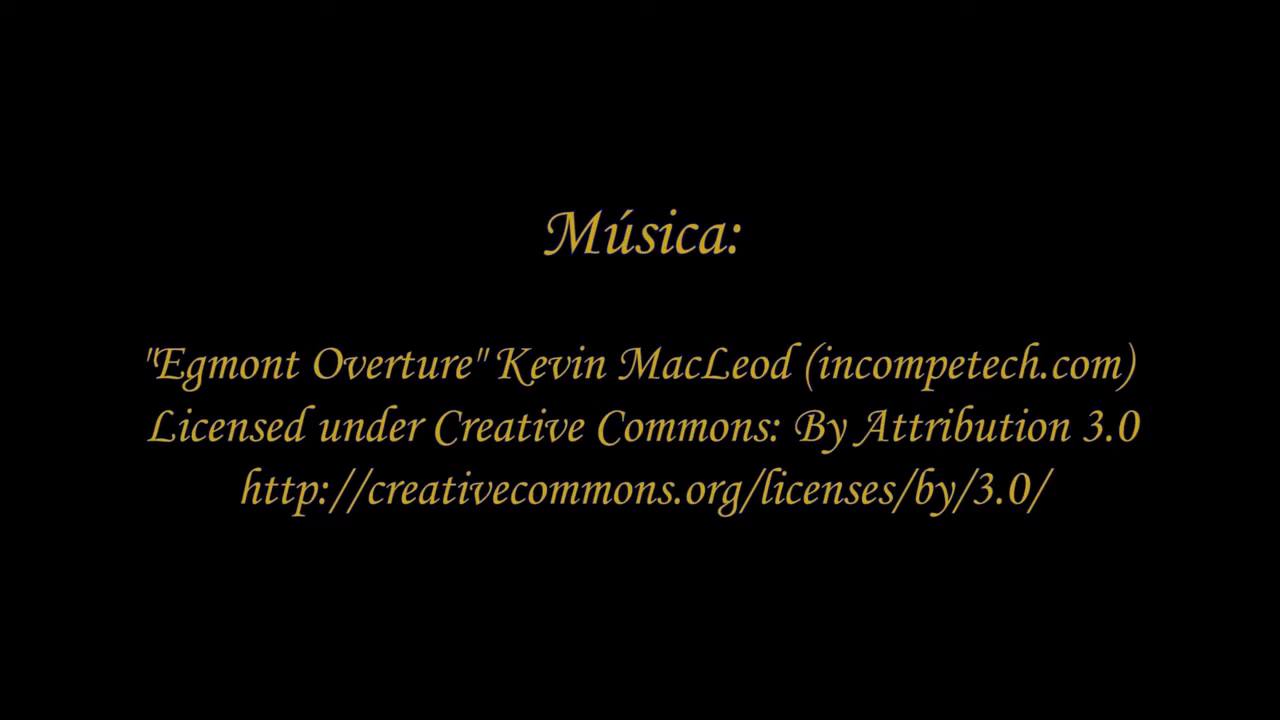 Música:
"Egmont Overture" Kevin MacLeod (incompetech.com)
Licensed under Creative Commons: By Attribution 3.0
http://creativecommons.org/licenses/by/3.0/